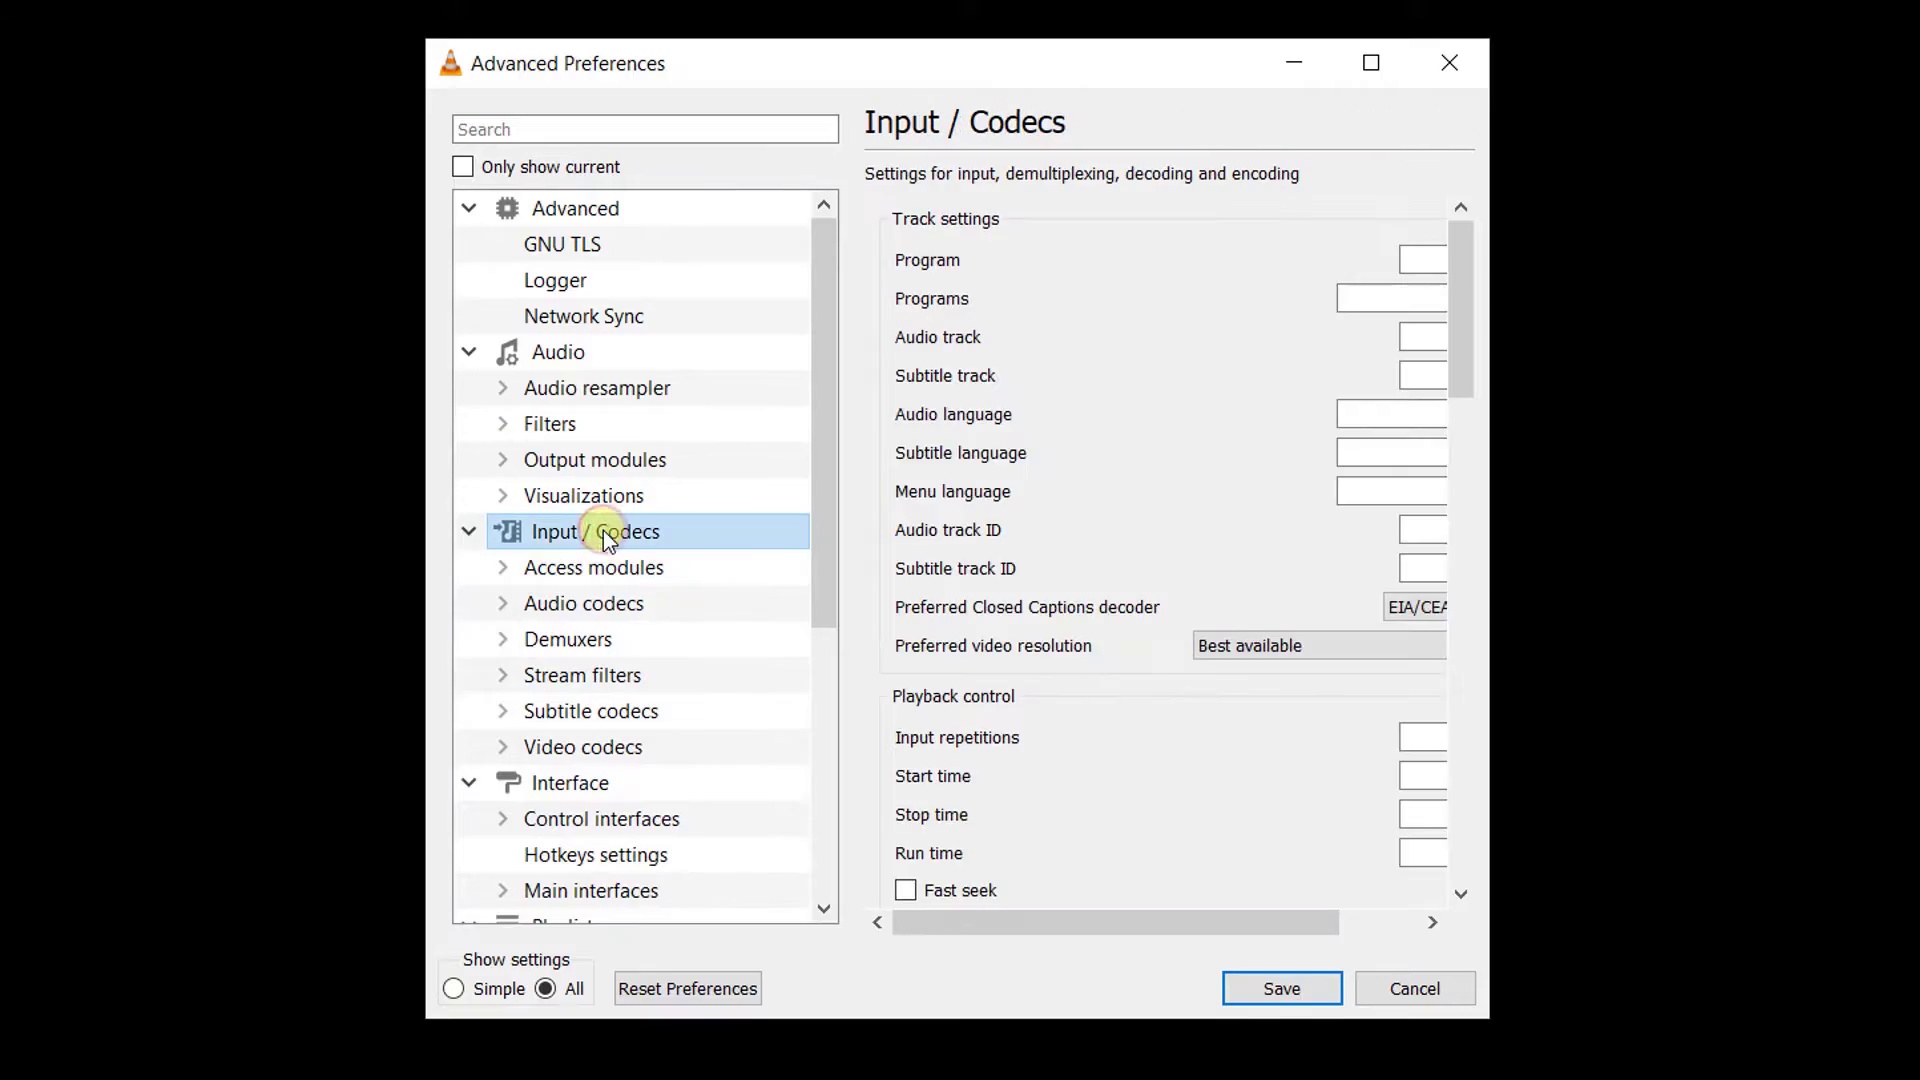 Advanced Preferences
Search
Only show current
Advanced
GNU TLS
Logger
Network Sync
Audio
Audio resampler
Filters
Output modules
Visualizations
Input / Codecs
Access modules
Audio codecs
Demuxers
Stream filters
Subtitle codecs
Video codecs
Interface
Control interfaces
Hotkeys settings
Main interfaces
Show settings
Simple
All
Reset Preferences
Input / Codecs
Settings for input, demultiplexing, decoding and encoding
Track settings
Program
Programs
Audio track
Subtitle track
Audio language
Subtitle language
Menu language
Audio track ID
Subtitle track ID
Preferred Closed Captions decoder EIA/CEA
Preferred video resolution Best available
Playback control
Input repetitions
Start time
Stop time
Run time
Fast seek
Save
Cancel